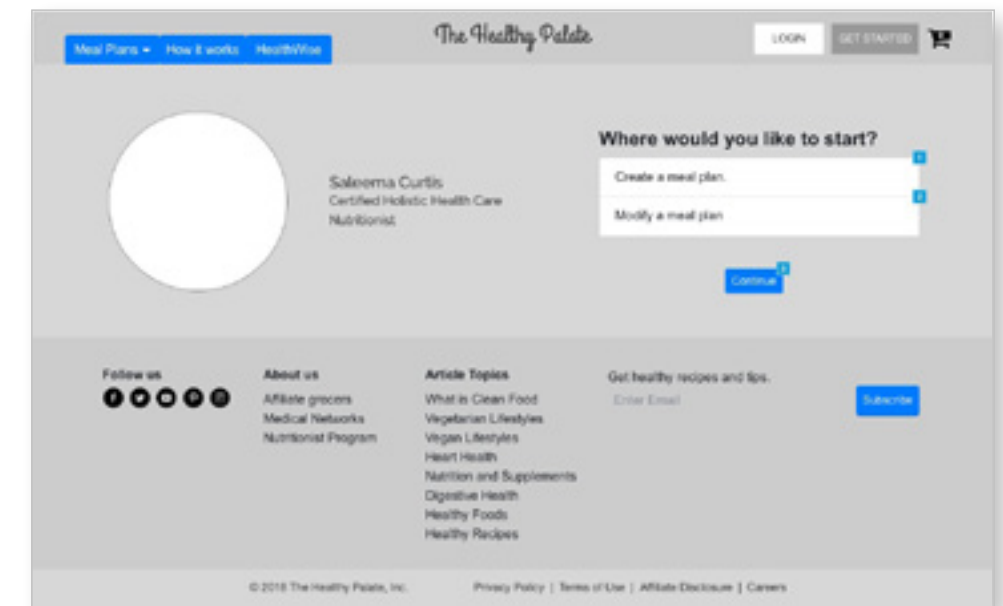 The Healthy Palate
Meal Plans How it works HealthWise
LOGIN GET STARTED
Saleema Curtis
Certified Holistic Health Care
Nutritionist
Where would you like to start?
Create a meal plan.
Modify a meal plan
Continue
Follow us
About us
Affiliate grocers
Medical Networks
Nutritionist Program
Article Topics
What is Clean Food
Vegetarian Lifestyles
Vegan Lifestyles
Heart Health
Nutrition and Supplements
Digestive Health
Healthy Foods
Healthy Recipes
Get healthy recipes and tips.
Enter Email
Subscribe
© 2018 The Healthy Palate, Inc. Privacy Policy | Terms of Use | Affiliate Disclosure | Careers